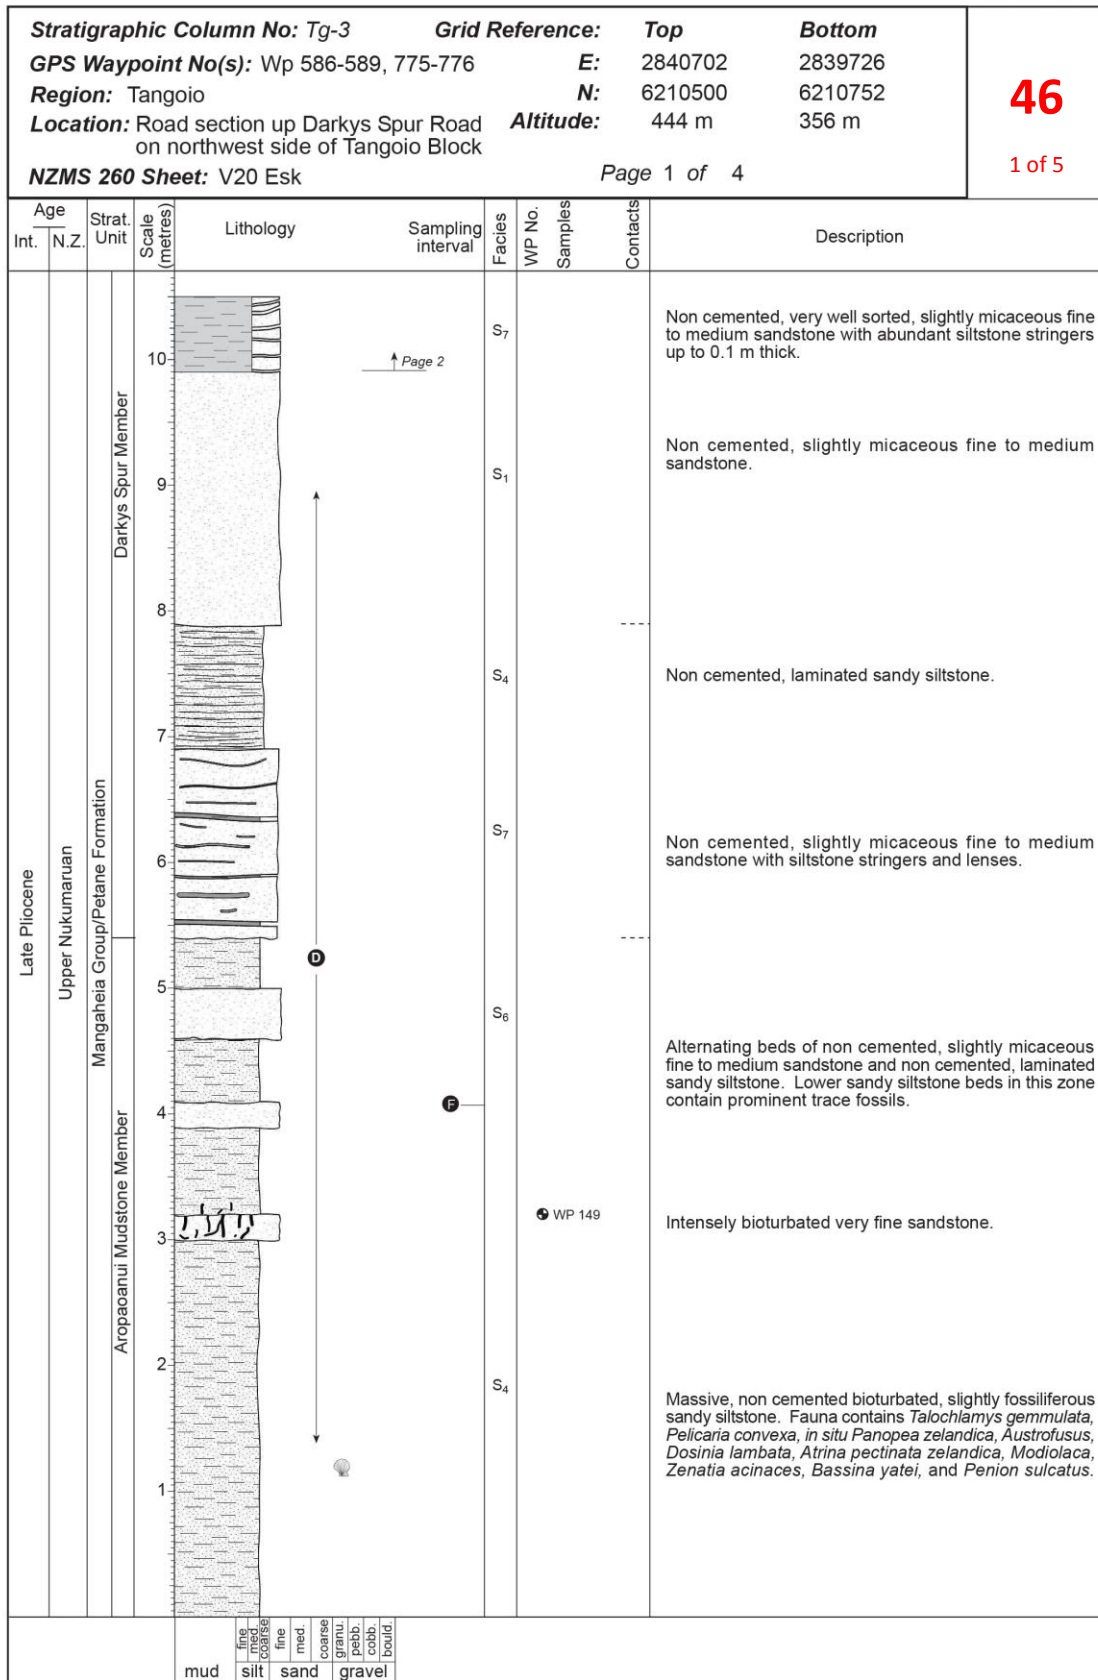 Stratigraphic Column No: Tg-3 Grid Reference: Top Bottom
GPS Waypoint No(s): Wp 586-589, 775-776 E: 2840702 2839726
Region: Tangoio N: 6210500 6210752
Location: Road section up Darkys Spur Road Altitude: 444 m 356 m
on northwest side of Tangoio Block
NZMS 260 Sheet: V20 Esk Page 1 of 4
46
1 of 5
Age
Int. N.Z.
Strat. Unit
Scale (metres)
Lithology
Sampling interval
Facies
WP No.
Samples
Contacts
Description
Late Pliocene
Upper Nukumaruan
Mangaheia Group/Petane Formation
Darkys Spur Member
Aropaoanui Mudstone Member
10
9
8
7
6
5
4
3
2
1
Page 2
D
F
S7
S1
S4
S7
S6
S4
WP 149
Non cemented, very well sorted, slightly micaceous fine
to medium sandstone with abundant siltstone stringers
up to 0.1 m thick.
Non cemented, slightly micaceous fine to medium
sandstone.
Non cemented, laminated sandy siltstone.
Non cemented, slightly micaceous fine to medium
sandstone with siltstone stringers and lenses.
Alternating beds of non cemented, slightly micaceous
fine to medium sandstone and non cemented, laminated
sandy siltstone. Lower sandy siltstone beds in this zone
contain prominent trace fossils.
Intensely bioturbated very fine sandstone.
Massive, non cemented bioturbated, slightly fossiliferous
sandy siltstone. Fauna contains Talochlamys gemmulata,
Pelicaria convexa, in situ Panopea zelandica, Austrofusus,
Dosinia lambata, Atrina pectinata zelandica, Modiolaca,
Zenatia acinaces, Bassina yatei, and Penion sulcatus.
fine med. coarse fine med. coarse granu. pebb. cobb. bould.
mud silt sand gravel